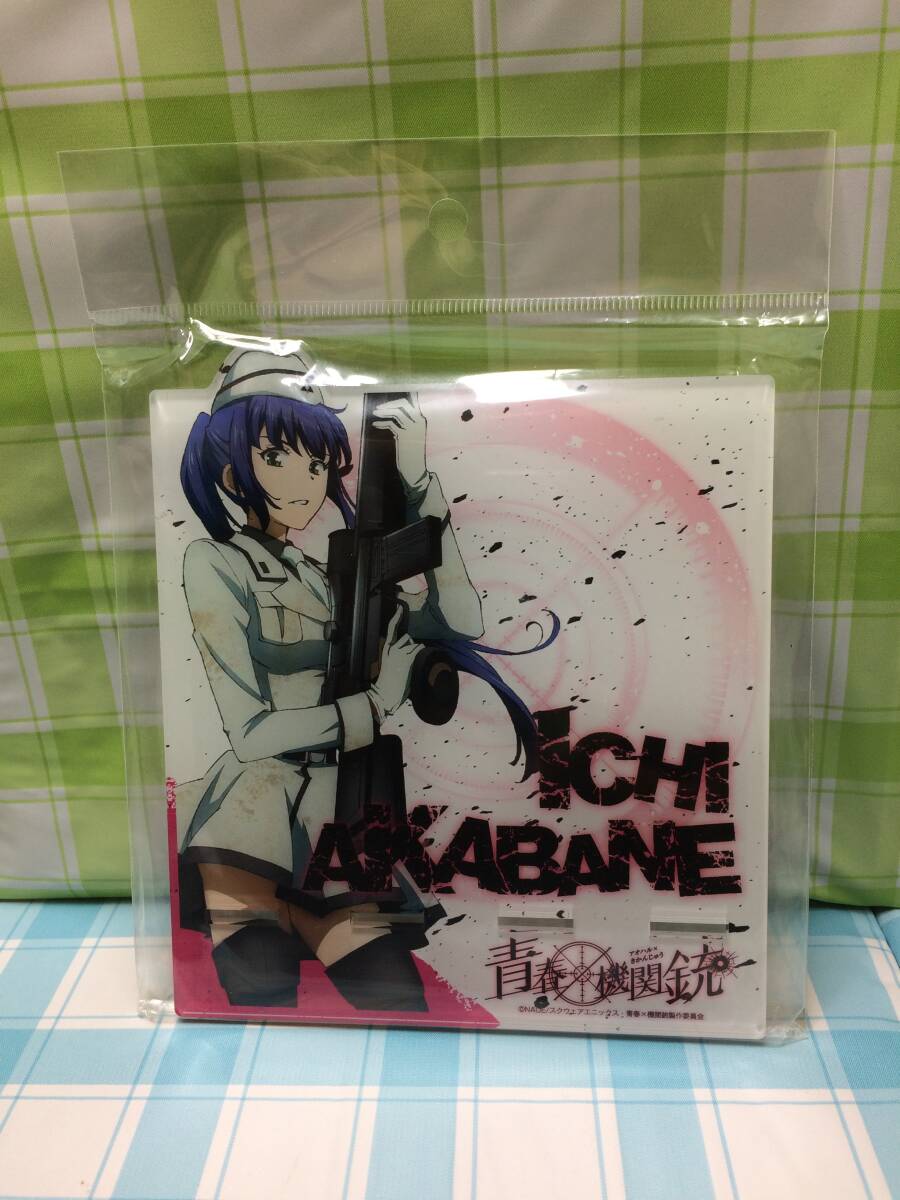 ICHI
AKABANE
アオハル×
きかんじゅう
青春×機関銃
©NAOE/スクウェアエニックス・青春×機関銃製作委員会